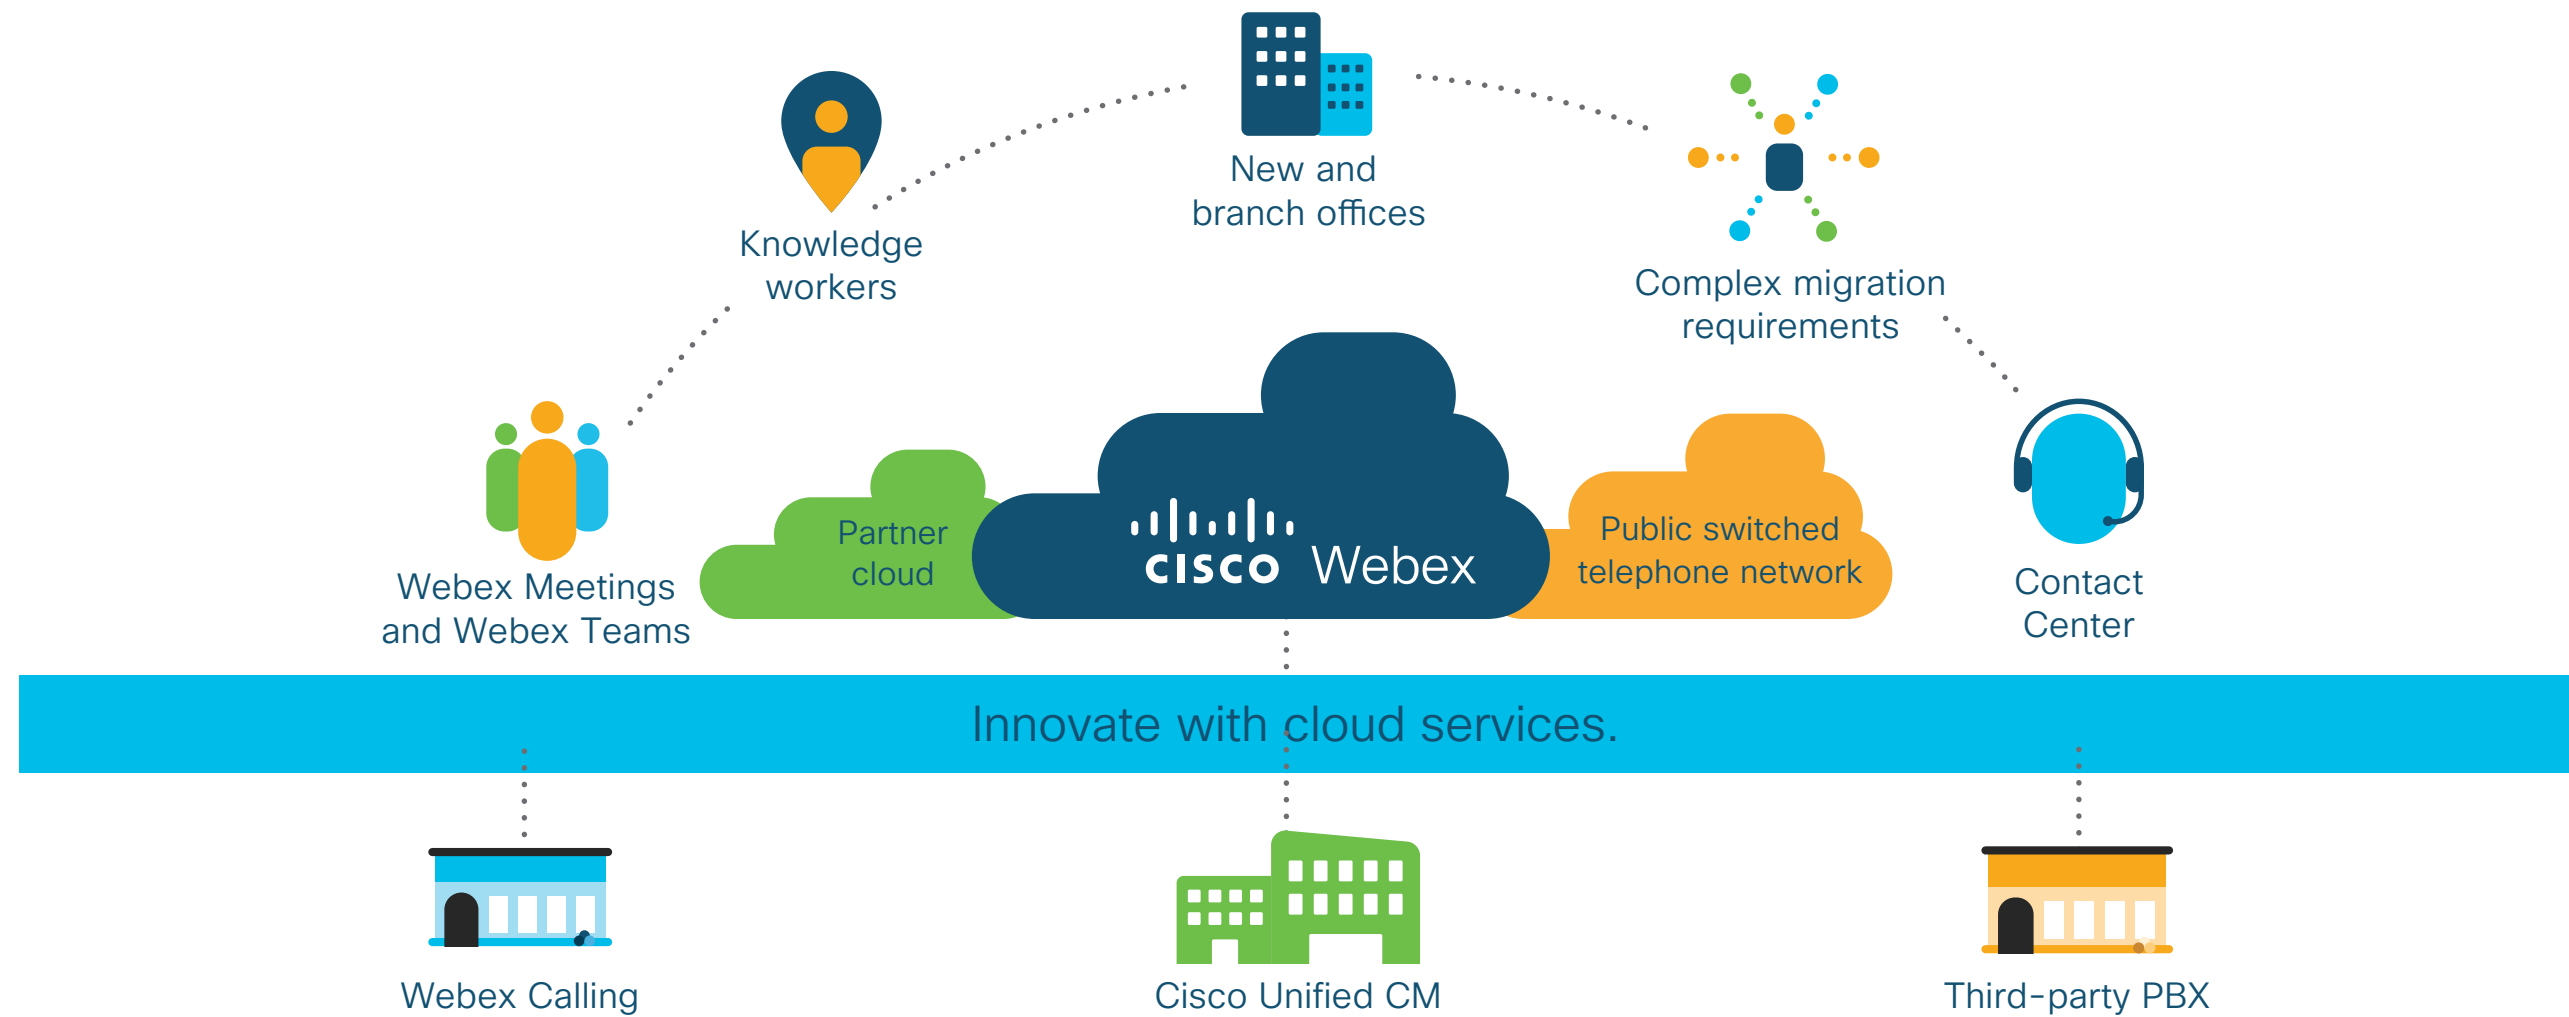 New and
branch offices
Knowledge
workers
Complex migration
requirements
Partner
cloud
CISCO Webex
Public switched
telephone network
Webex Meetings
and Webex Teams
Contact
Center
Innovate with cloud services.
Webex Calling
Cisco Unified CM
Third-party PBX